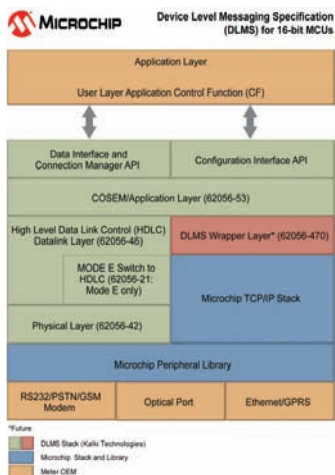 MICROCHIP
Device Level Messaging Specification
(DLMS) for 16-bit MCUs
Application Layer
User Layer Application Control Function (CF)
Data Interface and
Connection Manager API
Configuration Interface API
COSEM/Application Layer (62056-53)
High Level Data Link Control (HDLC)
Datalink Layer (62056-46)
DLMS Wrapper Layer* (62056-470)
MODE E Switch to
HDLC (62056-21:
Mode E only)
Microchip TCP/IP Stack
Physical Layer (62056-42)
Microchip Peripheral Library
RS232/PSTN/GSM
Modem
Optical Port
Ethernet/GPRS
*Future
DLMS Stack (Kalki Technologies)
Microchip Stack and Library
Meter OEM